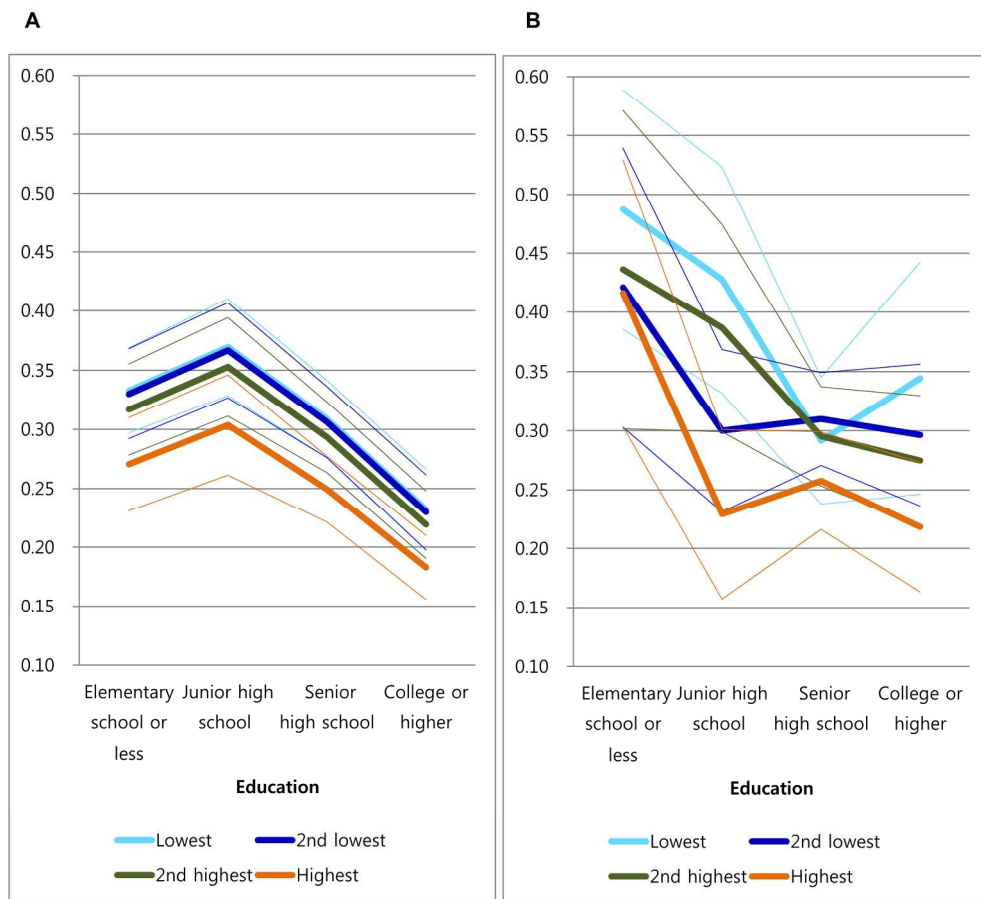 A
B
0.60
0.55
0.50
0.45
0.40
0.35
0.30
0.25
0.20
0.15
0.10
Elementary school or less
Junior high school
Senior high school
College or higher
Education
Lowest
2nd lowest
2nd highest
Highest
0.60
0.55
0.50
0.45
0.40
0.35
0.30
0.25
0.20
0.15
0.10
Elementary school or less
Junior high school
Senior high school
College or higher
Education
Lowest
2nd lowest
2nd highest
Highest